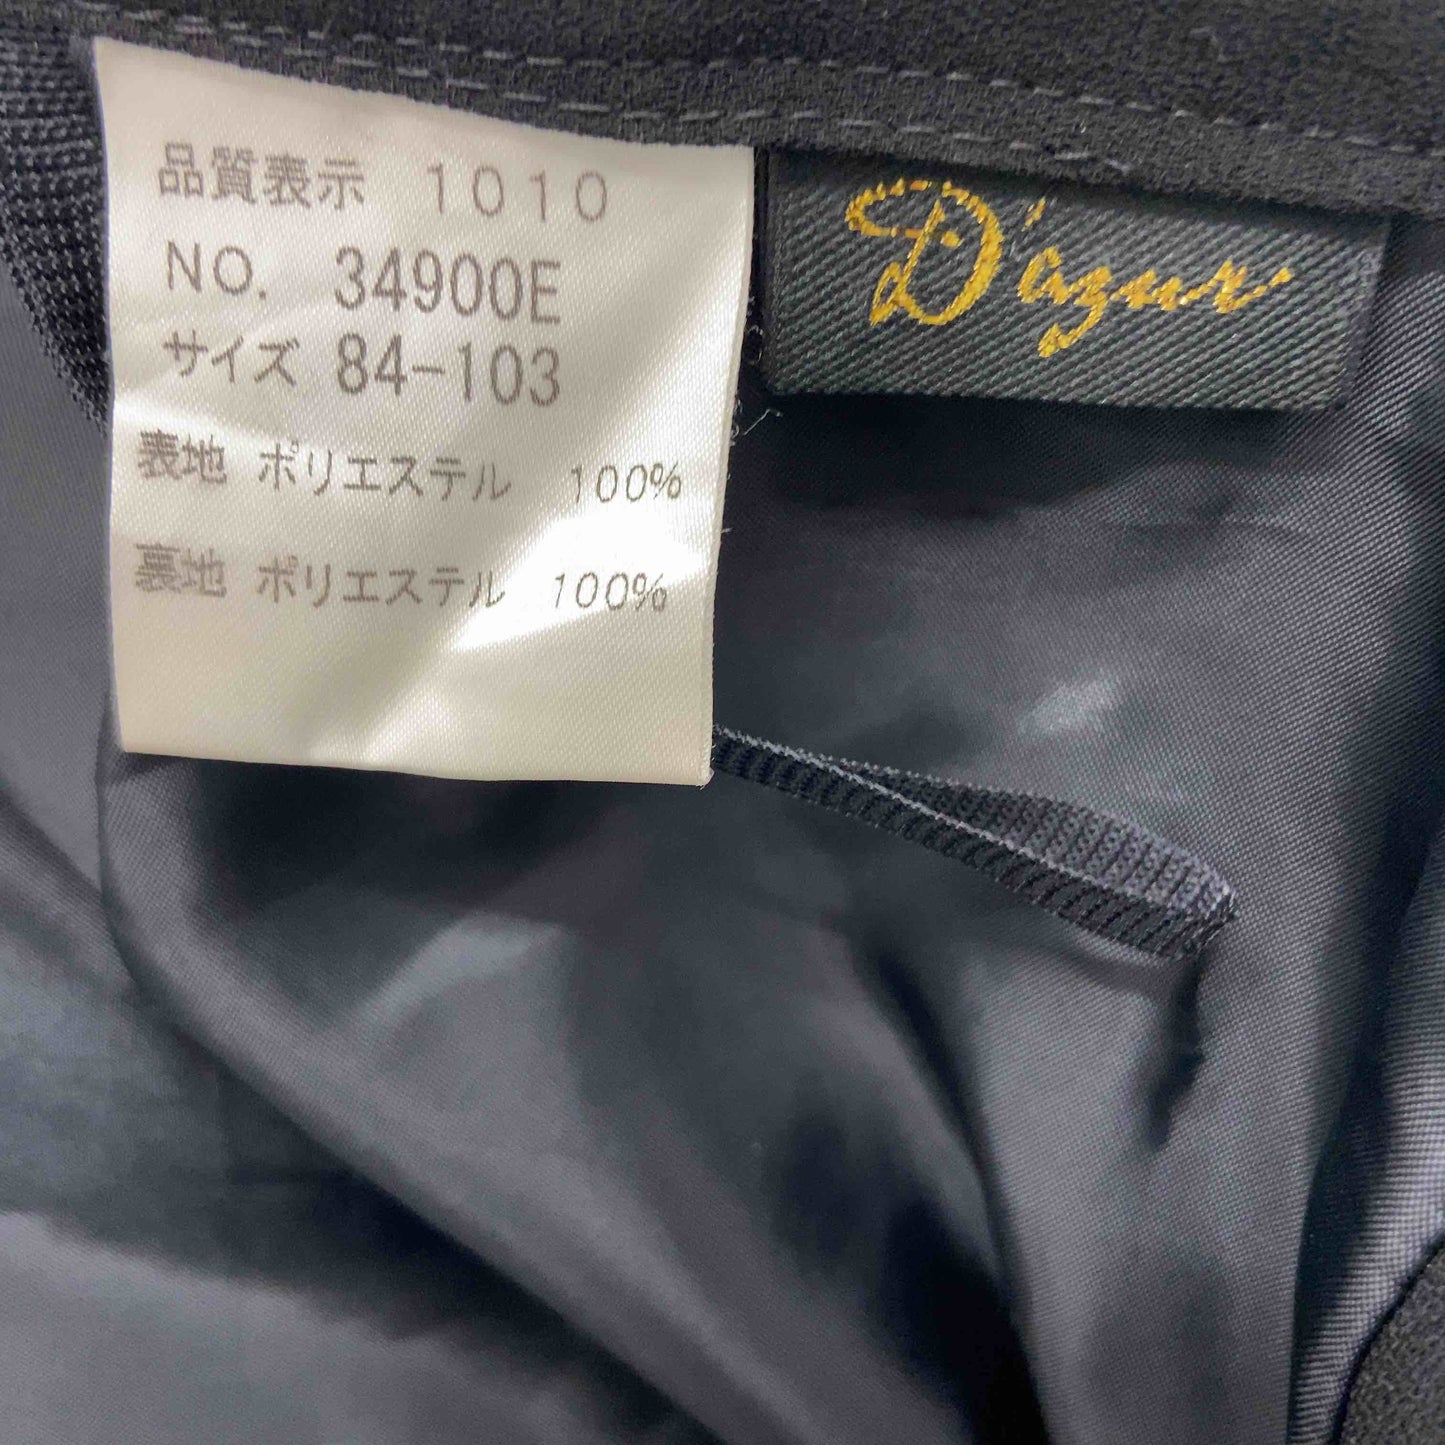 品質表示 1010
NO. 34900E
サイズ 84-103
表地 ポリエステル 100%
裏地 ポリエステル 100%
D'azur